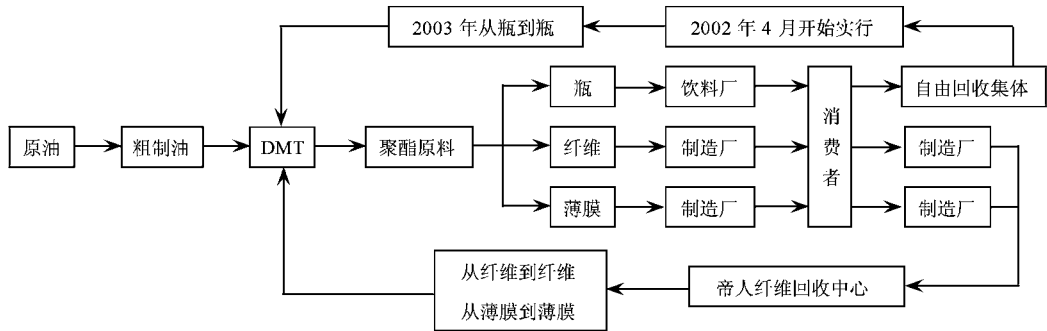 2003 年从瓶到瓶
2002 年 4 月开始实行
瓶
饮料厂
消费者
自由回收集体
原油
粗制油
DMT
聚酯原料
纤维
制造厂
制造厂
薄膜
制造厂
制造厂
从纤维到纤维
从薄膜到薄膜
帝人纤维回收中心